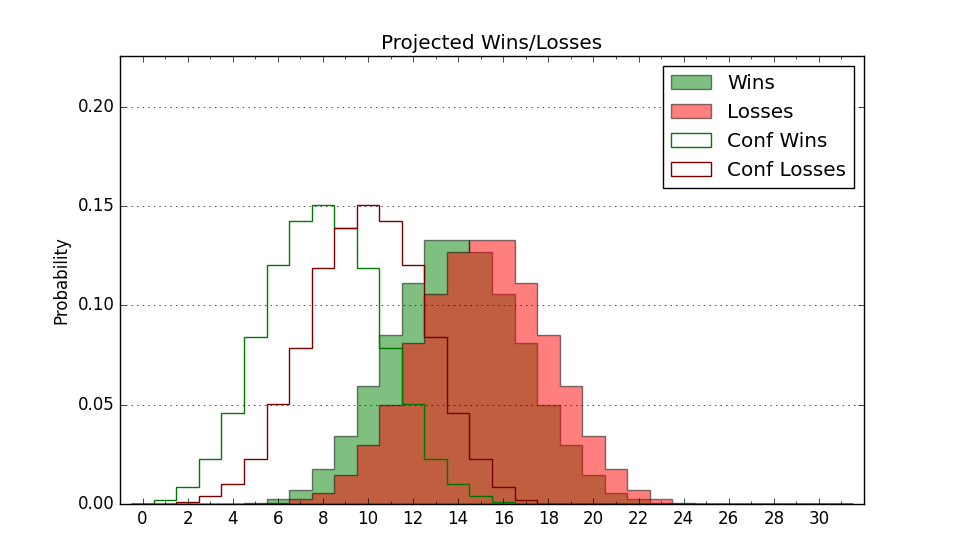 Projected Wins/Losses
Wins
Losses
Conf Wins
Conf Losses
Probability
0.20
0.15
0.10
0.05
0.00
0 2 4 6 8 10 12 14 16 18 20 22 24 26 28 30